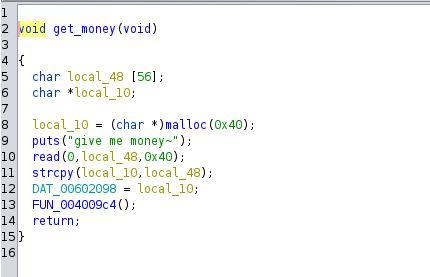 1
2 void get_money(void)
3
4 {
5 char local_48 [56];
6 char *local_10;
7
8 local_10 = (char *)malloc(0x40);
9 puts("give me money~");
10 read(0,local_48,0x40);
11 strcpy(local_10,local_48);
12 DAT_00602098 = local_10;
13 FUN_004009c4();
14 return;
15 }
16